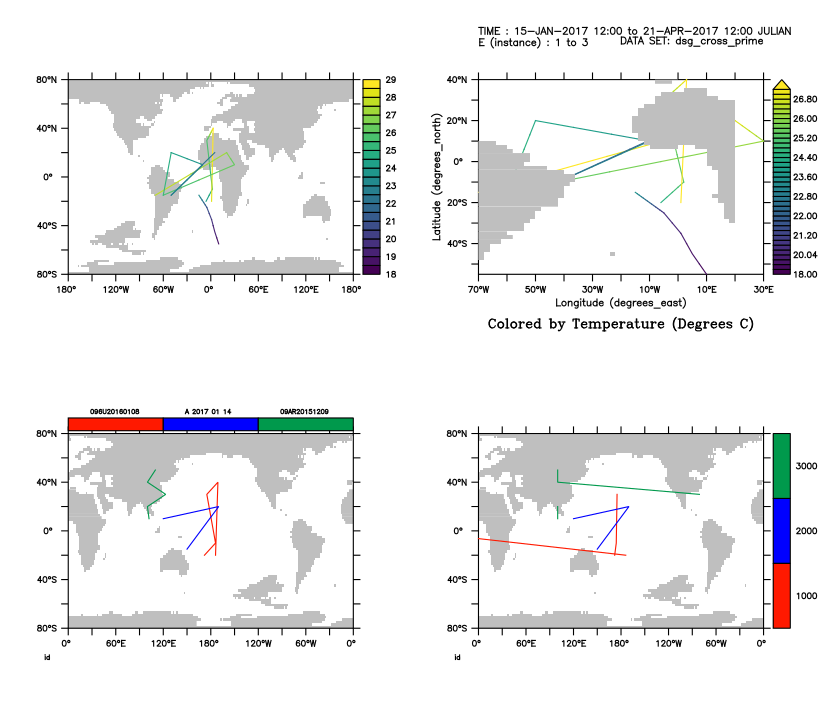 TIME : 15-JAN-2017 12:00 to 21-APR-2017 12:00 JULIAN
E (instance) : 1 to 3 DATA SET: dsg_cross_prime
80°N
40°N
0°
40°S
80°S
180° 120°W 60°W 0° 60°E 120°E 180°
29
28
27
26
25
24
23
22
21
20
19
18
40°N
20°N
0°
20°S
40°S
Latitude (degrees_north)
70°W 50°W 30°W 10°W 10°E 30°E
Longitude (degrees_east)
26.80
26.00
25.20
24.40
23.60
22.80
22.00
21.20
20.04
18.00
Colored by Temperature (Degrees C)
096U20160108 A 2017 01 14 09AR20151209
80°N
40°N
0°
40°S
80°S
0° 60°E 120°E 180° 120°W 60°W 0°
id
80°N
40°N
0°
40°S
80°S
0° 60°E 120°E 180° 120°W 60°W 0°
id
3000
2000
1000